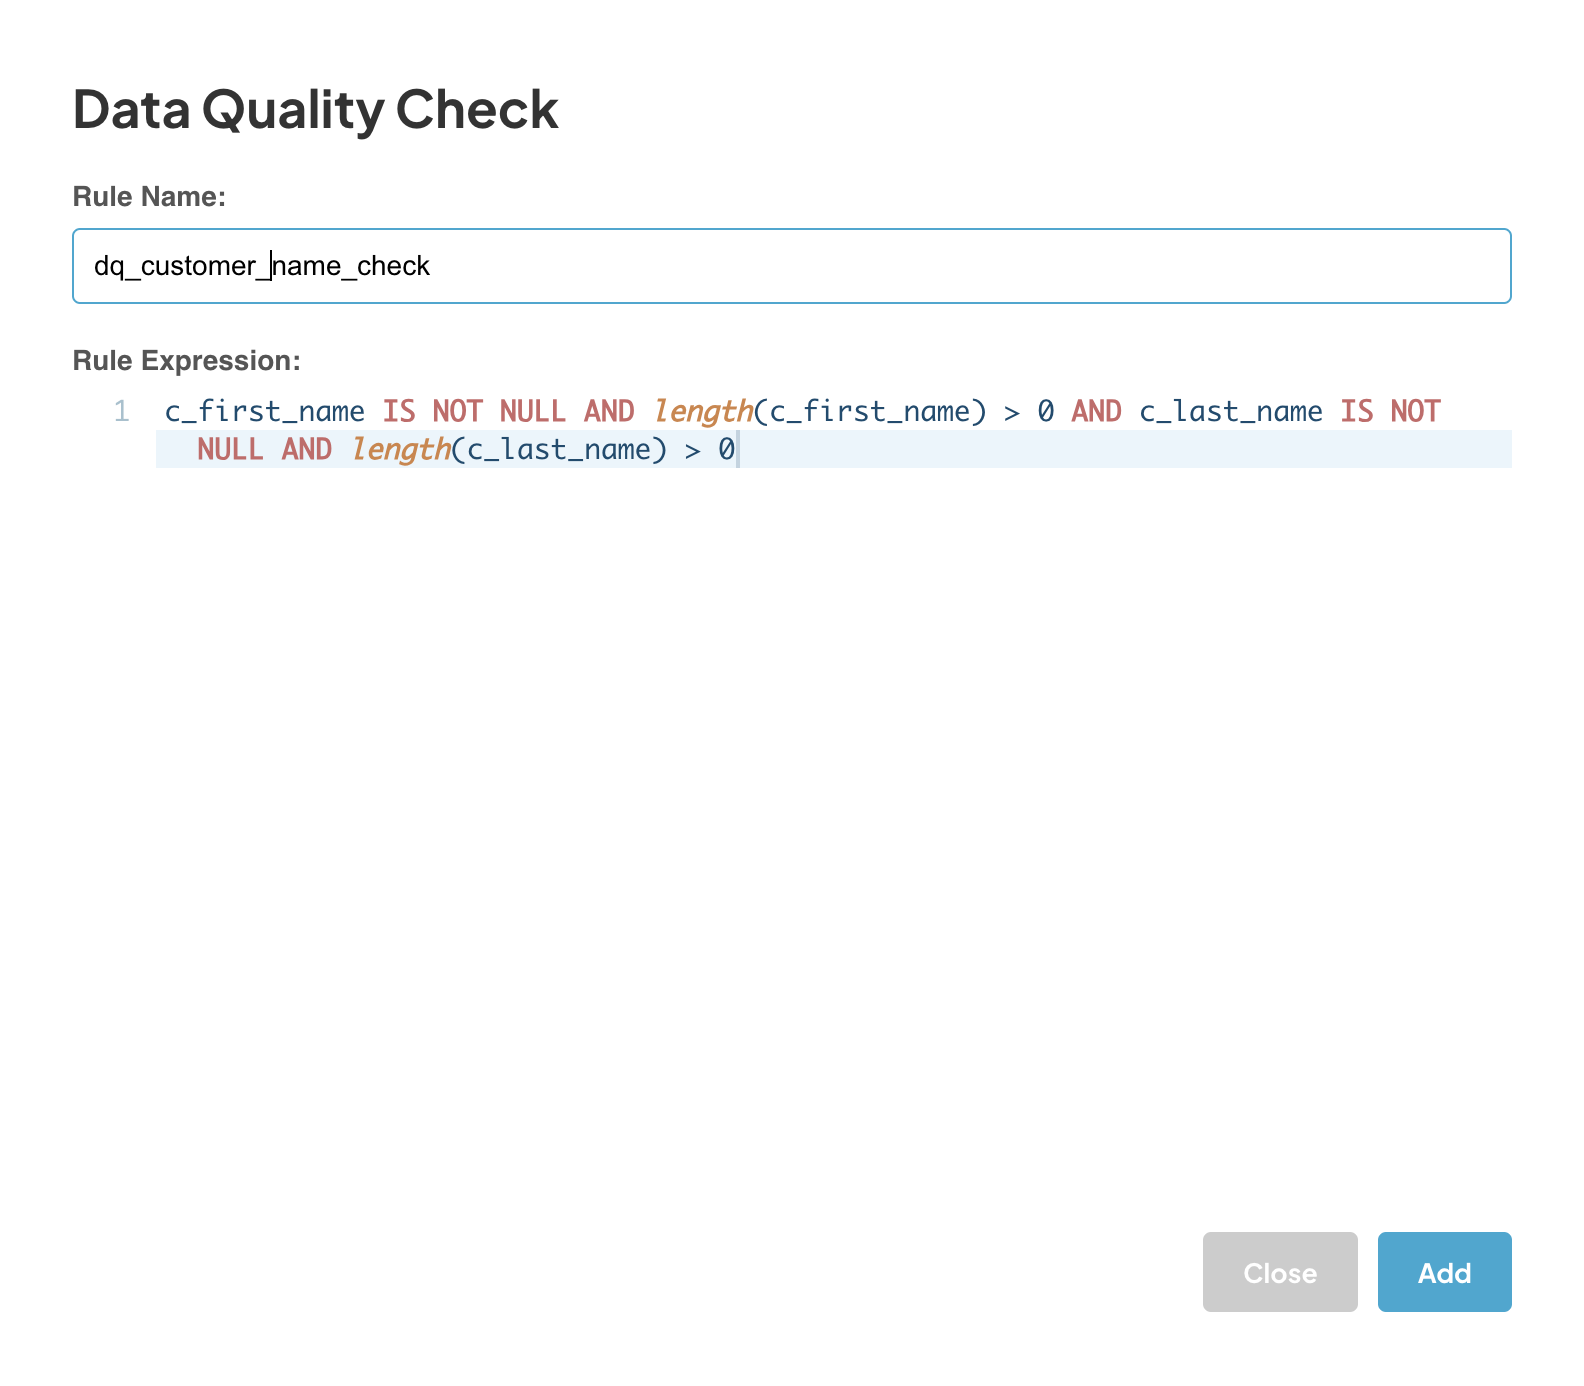 Data Quality Check
Rule Name:
dq_customer_name_check
Rule Expression:
1 c_first_name IS NOT NULL AND length(c_first_name) > 0 AND c_last_name IS NOT
NULL AND length(c_last_name) > 0
Close Add